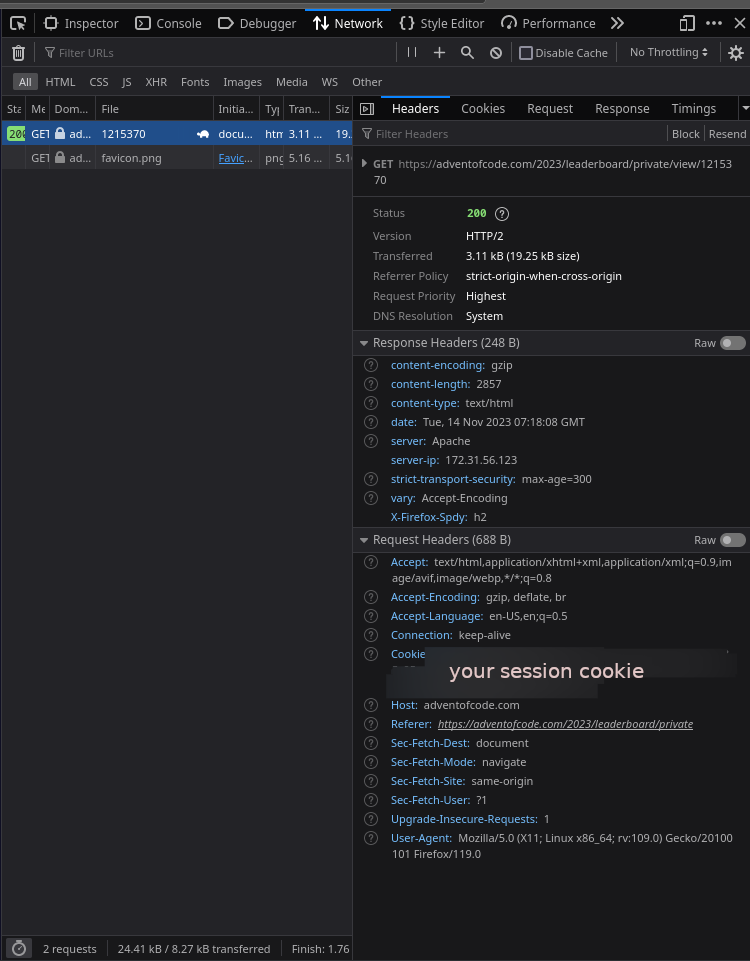 Inspector Console Debugger Network Style Editor Performance
Filter URLs Disable Cache No Throttling
All HTML CSS JS XHR Fonts Images Media WS Other
Sta Me Dom... File Initia... Typ Tran... Siz
200 GET ad... 1215370 docu... htm 3.11 ... 19.
GET ad... favicon.png Favic... png 5.16 ... 5.1
2 requests 24.41 kB / 8.27 kB transferred Finish: 1.76
Headers Cookies Request Response Timings
Filter Headers Block Resend
GET https://adventofcode.com/2023/leaderboard/private/view/12153
70
Status 200
Version HTTP/2
Transferred 3.11 kB (19.25 kB size)
Referrer Policy strict-origin-when-cross-origin
Request Priority Highest
DNS Resolution System
Response Headers (248 B) Raw
content-encoding: gzip
content-length: 2857
content-type: text/html
date: Tue, 14 Nov 2023 07:18:08 GMT
server: Apache
server-ip: 172.31.56.123
strict-transport-security: max-age=300
vary: Accept-Encoding
X-Firefox-Spdy: h2
Request Headers (688 B) Raw
Accept: text/html,application/xhtml+xml,application/xml;q=0.9,im
age/avif,image/webp,*/*;q=0.8
Accept-Encoding: gzip, deflate, br
Accept-Language: en-US,en;q=0.5
Connection: keep-alive
Cookie
your session cookie
Host: adventofcode.com
Referer: https://adventofcode.com/2023/leaderboard/private
Sec-Fetch-Dest: document
Sec-Fetch-Mode: navigate
Sec-Fetch-Site: same-origin
Sec-Fetch-User: ?1
Upgrade-Insecure-Requests: 1
User-Agent: Mozilla/5.0 (X11; Linux x86_64; rv:109.0) Gecko/20100
101 Firefox/119.0